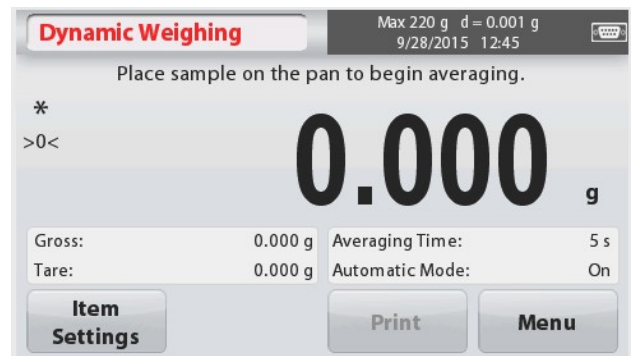 Dynamic Weighing
Max 220 g d = 0.001 g
9/28/2015 12:45
Place sample on the pan to begin averaging.
*
>0<
0.000 g
Gross: 0.000 g
Tare: 0.000 g
Averaging Time: 5 s
Automatic Mode: On
Item
Settings
Print
Menu